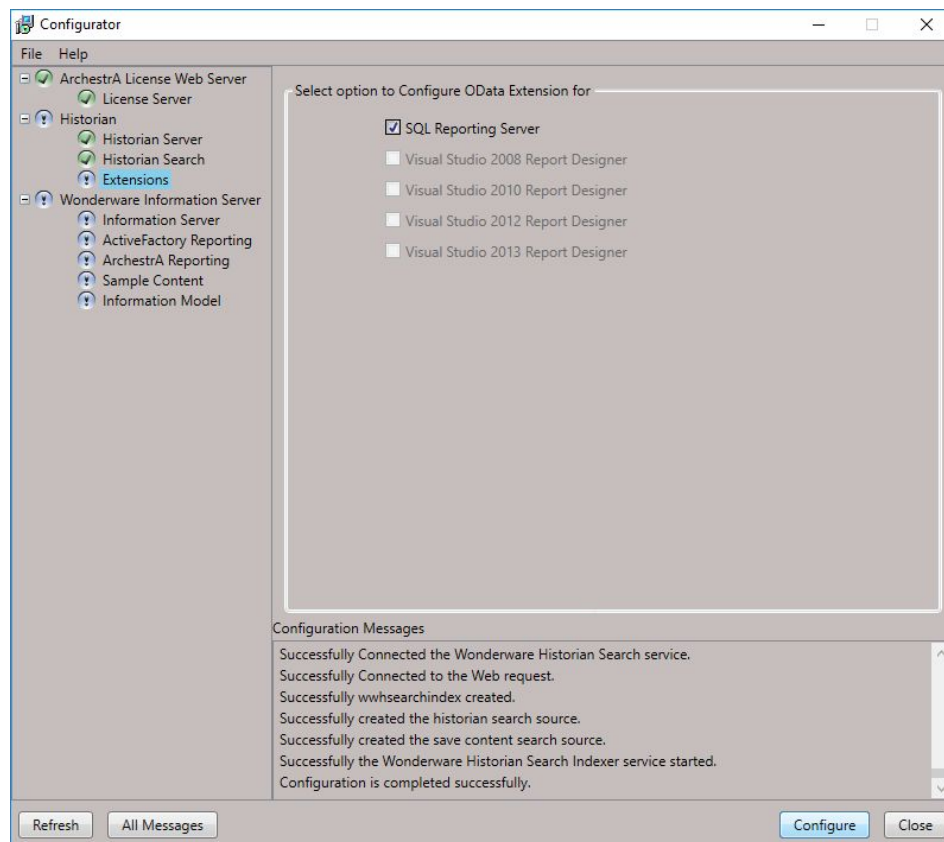 Configurator
File Help
ArchestrA License Web Server
License Server
Historian
Historian Server
Historian Search
Extensions
Wonderware Information Server
Information Server
ActiveFactory Reporting
ArchestrA Reporting
Sample Content
Information Model
Select option to Configure OData Extension for
SQL Reporting Server
Visual Studio 2008 Report Designer
Visual Studio 2010 Report Designer
Visual Studio 2012 Report Designer
Visual Studio 2013 Report Designer
Configuration Messages
Successfully Connected the Wonderware Historian Search service.
Successfully Connected to the Web request.
Successfully wwhsearchindex created.
Successfully created the historian search source.
Successfully created the save content search source.
Successfully the Wonderware Historian Search Indexer service started.
Configuration is completed successfully.
Refresh All Messages Configure Close